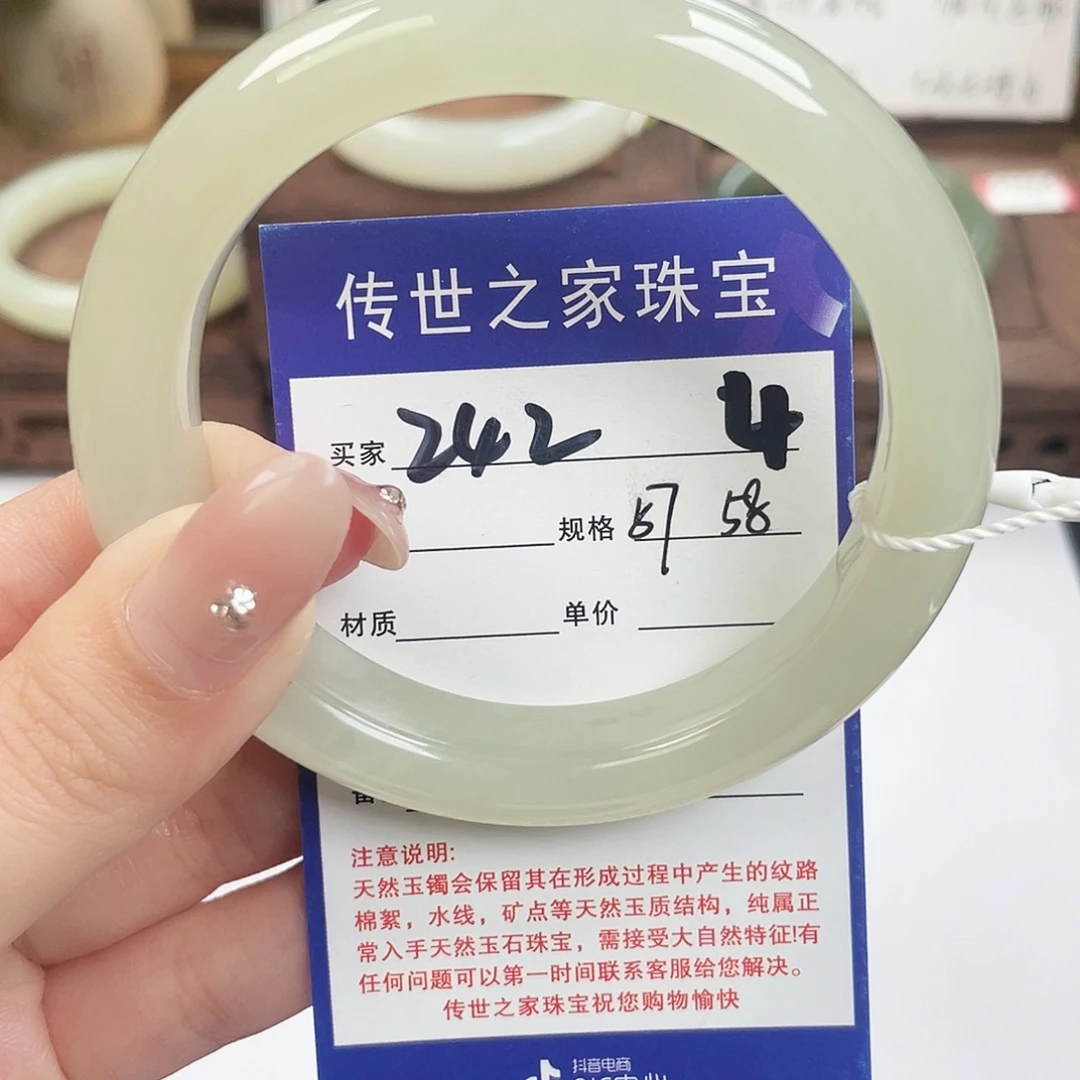 传世之家珠宝
买家 242 4
规格 57 58
材质 单价
注意说明:
天然玉镯会保留其在形成过程中产生的纹路
棉絮，水线，矿点等天然玉质结构，纯属正
常入手天然玉石珠宝，需接受大自然特征!有
任何问题可以第一时间联系客服给您解决。
传世之家珠宝祝您购物愉快
抖音电商